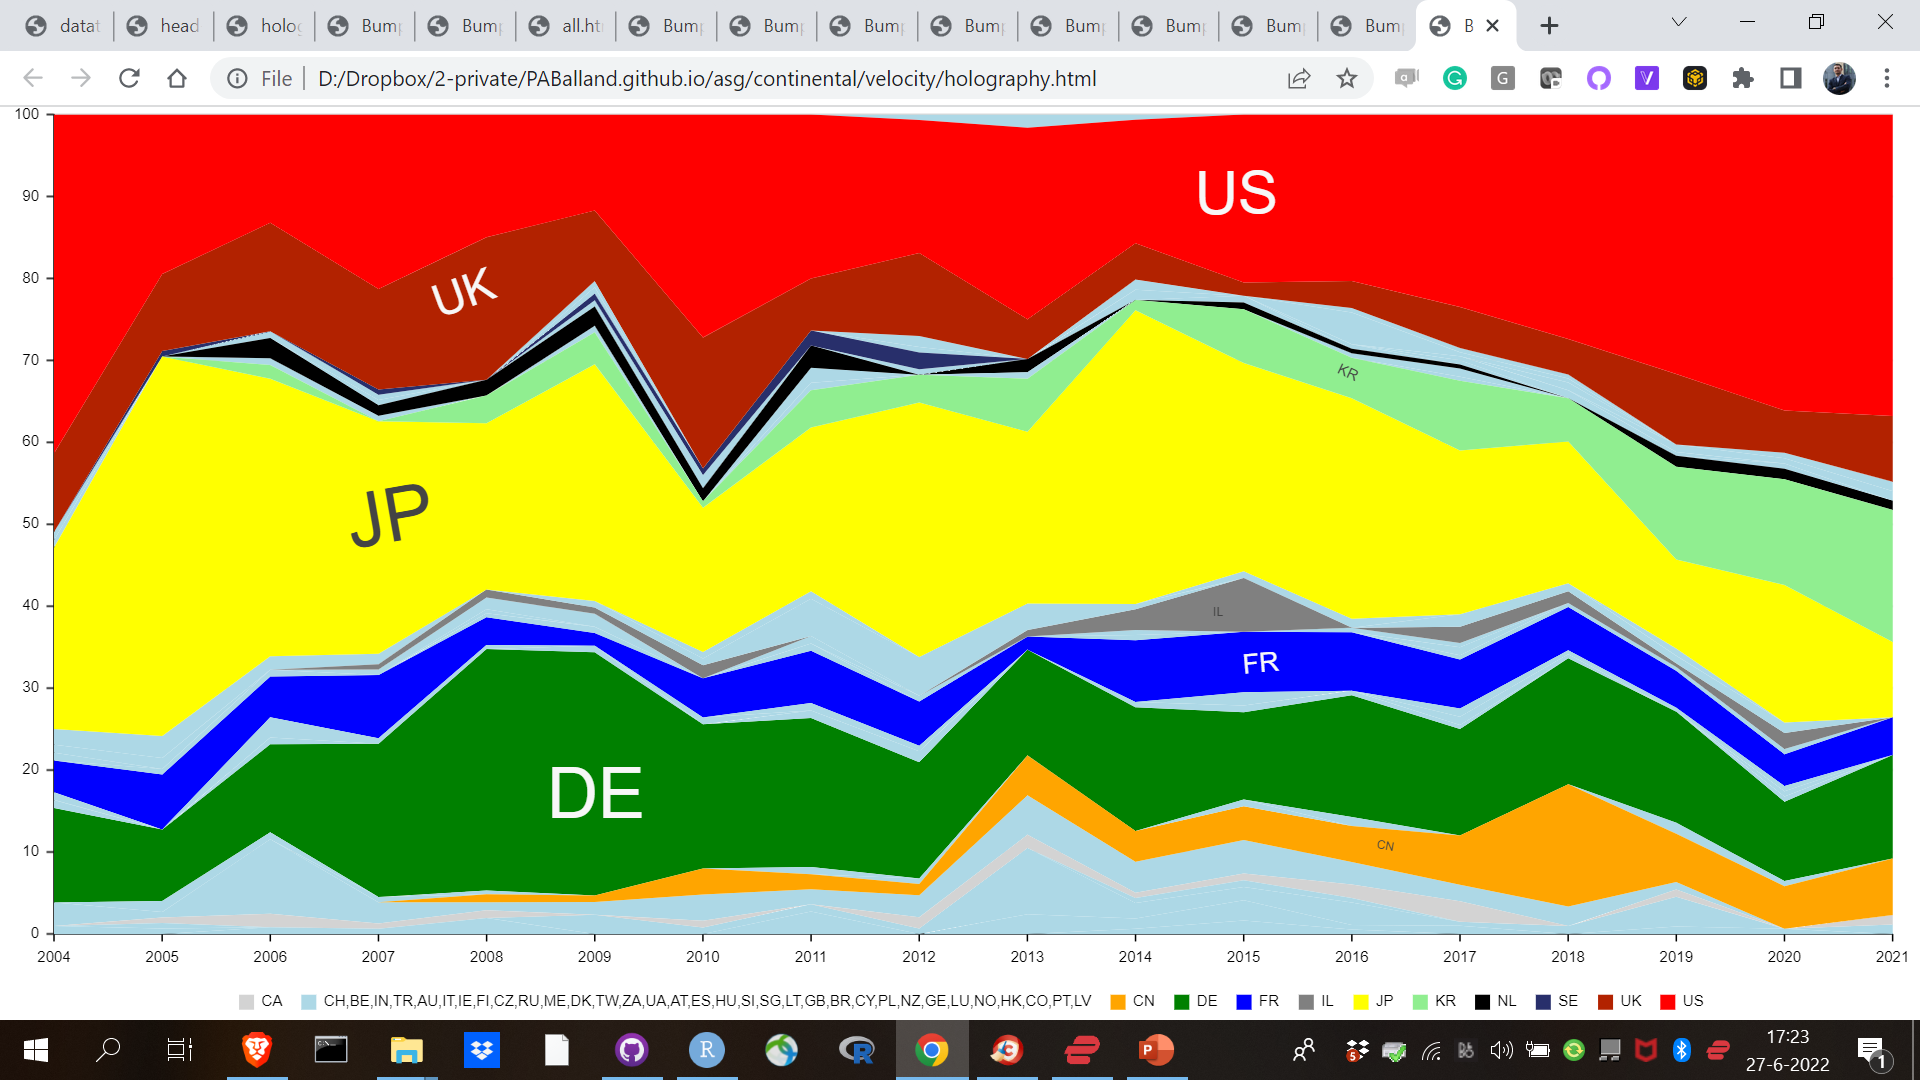 datat
head
holog
Bump
Bump
all.ht
Bump
Bump
Bump
Bump
Bump
Bump
Bump
Bump
B
File D:/Dropbox/2-private/PABalland.github.io/asg/continental/velocity/holography.html
100
90
80
70
60
50
40
30
20
10
0
US
UK
KR
JP
IL
FR
DE
CN
2004 2005 2006 2007 2008 2009 2010 2011 2012 2013 2014 2015 2016 2017 2018 2019 2020 2021
CA CH,BE,IN,TR,AU,IT,IE,FI,CZ,RU,ME,DK,TW,ZA,UA,AT,ES,HU,SI,SG,LT,GB,BR,CY,PL,NZ,GE,LU,NO,HK,CO,PT,LV CN DE FR IL JP KR NL SE UK US
17:23
27-6-2022
1